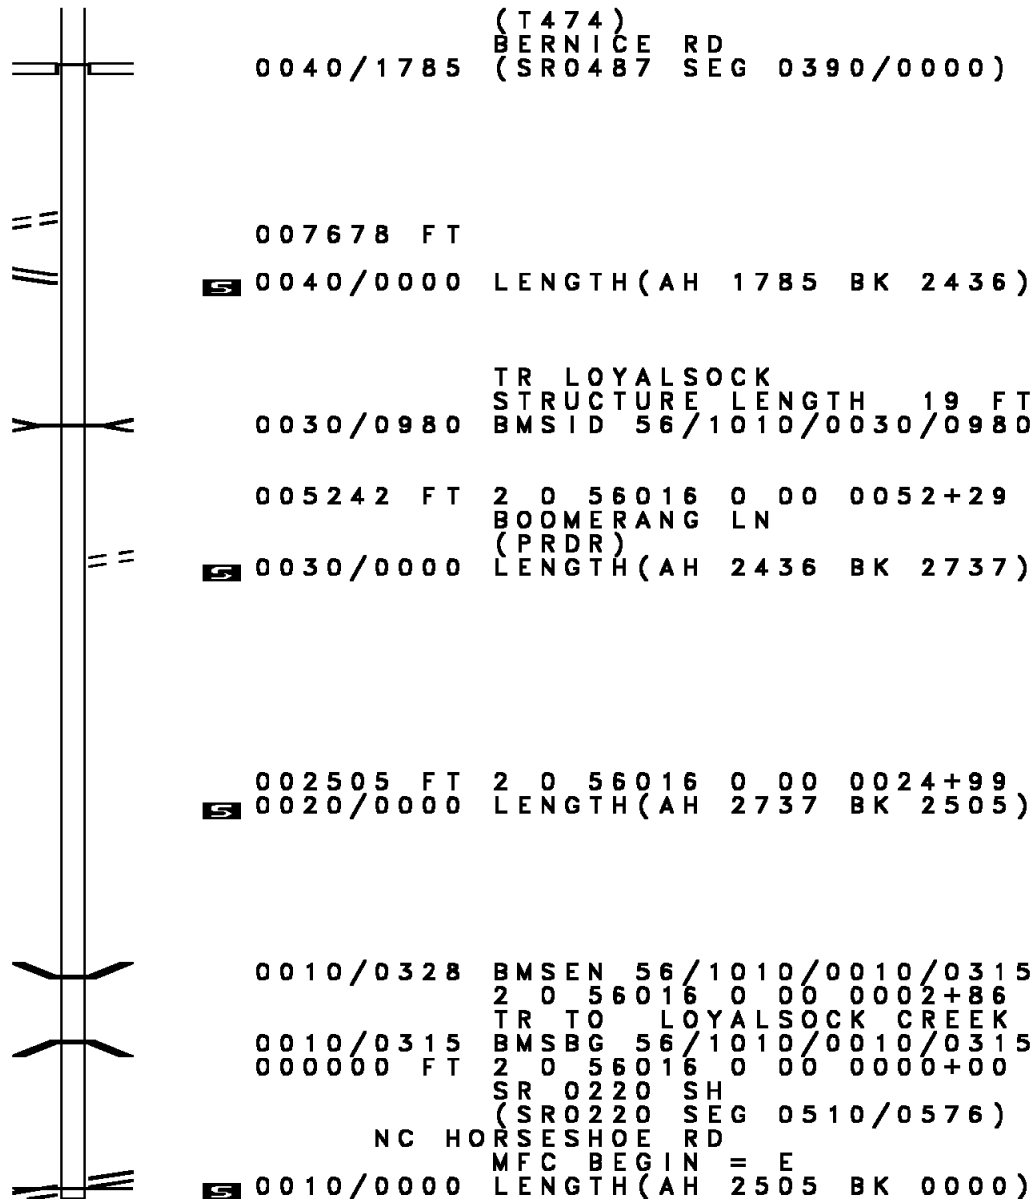 (T474)
BERNICE RD
0040/1785 (SR0487 SEG 0390/0000)
007678 FT
S 0040/0000 LENGTH(AH 1785 BK 2436)
TR LOYALSOCK
STRUCTURE LENGTH 19 FT
0030/0980 BMSID 56/1010/0030/0980
005242 FT 2 0 56016 0 00 0052+29
BOOMERANG LN
(PRDR)
S 0030/0000 LENGTH(AH 2436 BK 2737)
002505 FT 2 0 56016 0 00 0024+99
S 0020/0000 LENGTH(AH 2737 BK 2505)
0010/0328 BMSEN 56/1010/0010/0315
2 0 56016 0 00 0002+86
TR TO LOYALSOCK CREEK
0010/0315 BMSBG 56/1010/0010/0315
000000 FT 2 0 56016 0 00 0000+00
SR 0220 SH
(SR0220 SEG 0510/0576)
NC HORSESHOE RD
MFC BEGIN = E
S 0010/0000 LENGTH(AH 2505 BK 0000)